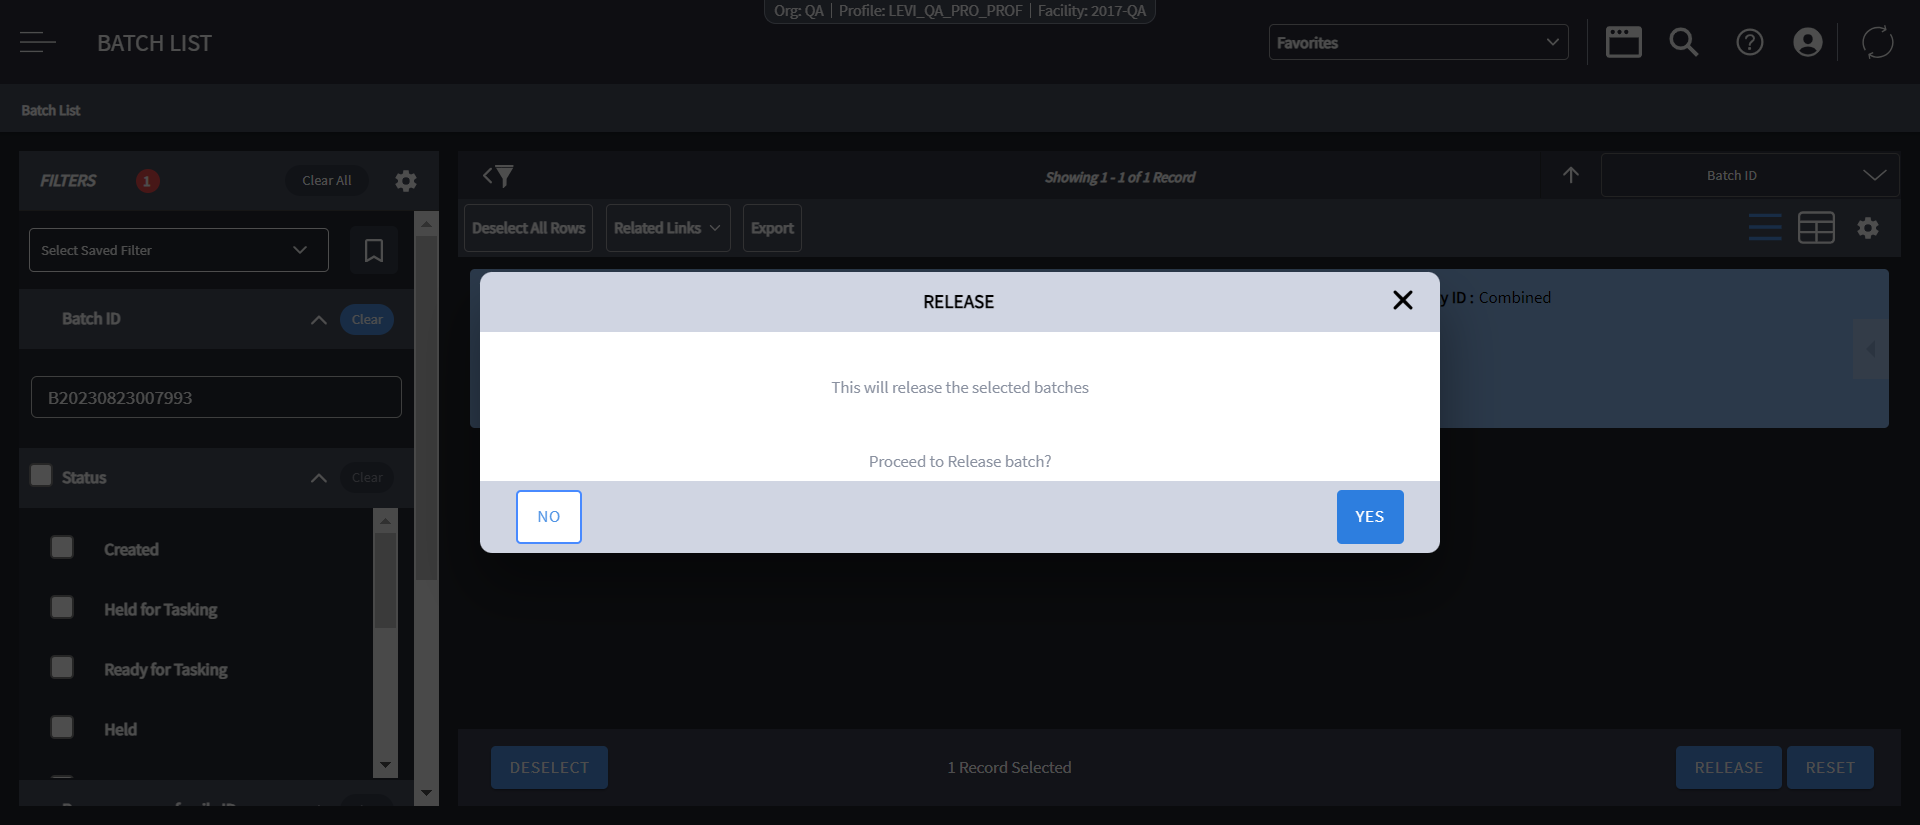 Org: QA | Profile: LEVI_QA_PRO_PROF | Facility: 2017-QA
BATCH LIST
Favorites
Batch List
FILTERS
1
Clear All
Showing 1 - 1 of 1 Record
Batch ID
Select Saved Filter
Deselect All Rows
Related Links
Export
Batch ID
Clear
B20230823007993
y ID : Combined
RELEASE
This will release the selected batches
Proceed to Release batch?
NO
YES
Status
Clear
Created
Held for Tasking
Ready for Tasking
Held
DESELECT
1 Record Selected
RELEASE
RESET